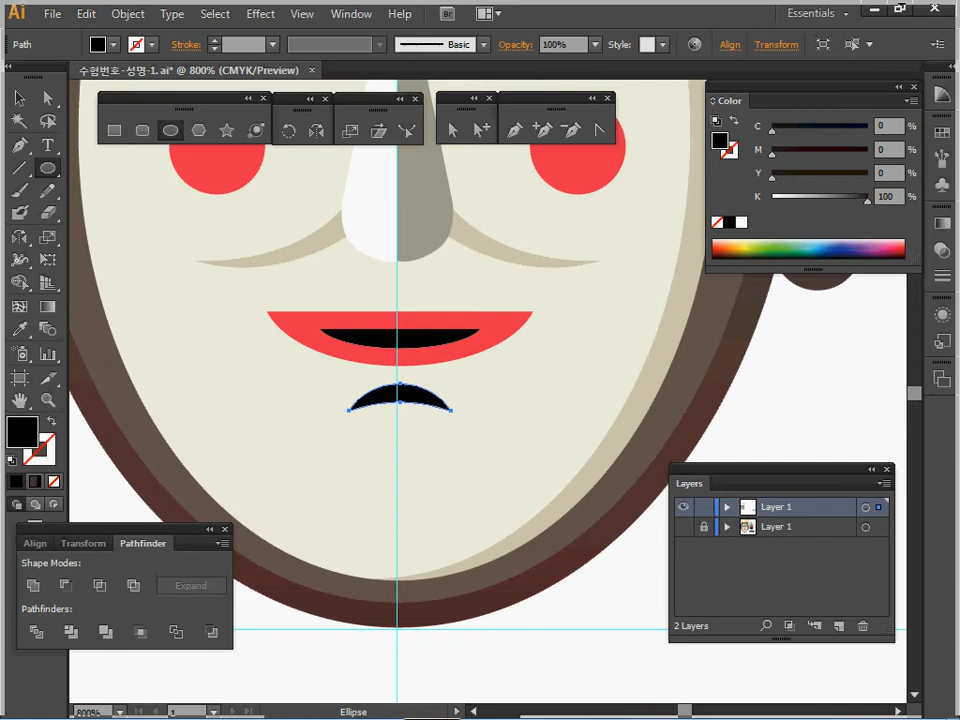 Ai File Edit Object Type Select Effect View Window Help Br Essentials
Path Stroke: Basic Opacity: 100% Style: Align Transform
수험번호-성명-1.ai* @ 800% (CMYK/Preview)
Color
C 0 %
M 0 %
Y 0 %
K 100 %
T
Layers
Layer 1
Layer 1
2 Layers
Align Transform Pathfinder
Shape Modes:
Expand
Pathfinders:
800% 1 Ellipse